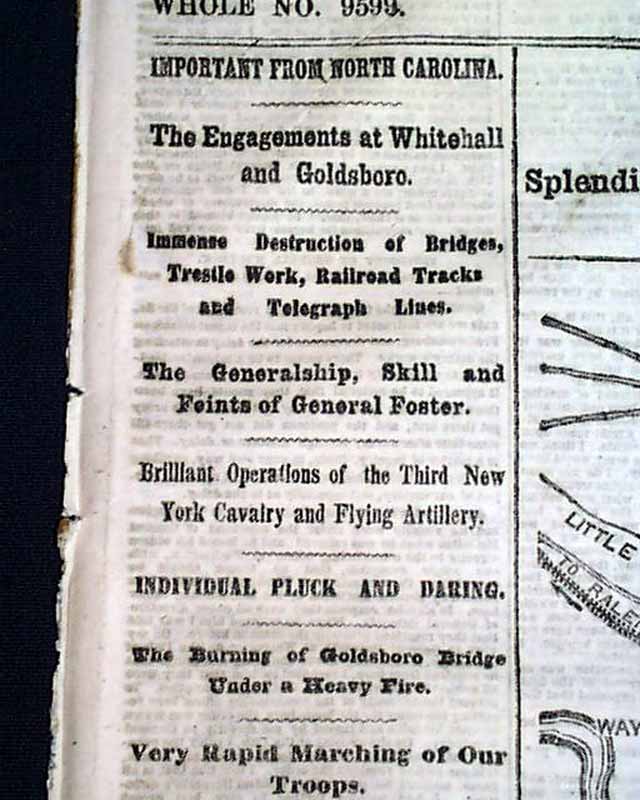 WHOLE NO. 9599.
IMPORTANT FROM NORTH CAROLINA.
The Engagements at Whitehall
and Goldsboro.
Immense Destruction of Bridges,
Trestle Work, Railroad Tracks
and Telegraph Lines.
The Generalship, Skill and
Feints of General Foster.
Brilliant Operations of the Third New
York Cavalry and Flying Artillery.
INDIVIDUAL PLUCK AND DARING.
The Burning of Goldsboro Bridge
Under a Heavy Fire.
Very Rapid Marching of Our
Troops.
Splendi
LITTLE
TO RALEI
WAY